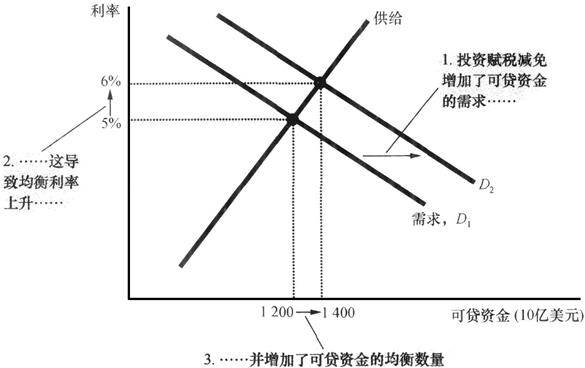 利率
供给
1. 投资赋税减免
增加了可贷资金
的需求……
6%
5%
2. ……这导
致均衡利率
上升……
D₂
需求，D₁
1 200
1 400
可贷资金 (10亿美元)
3. ……并增加了可贷资金的均衡数量